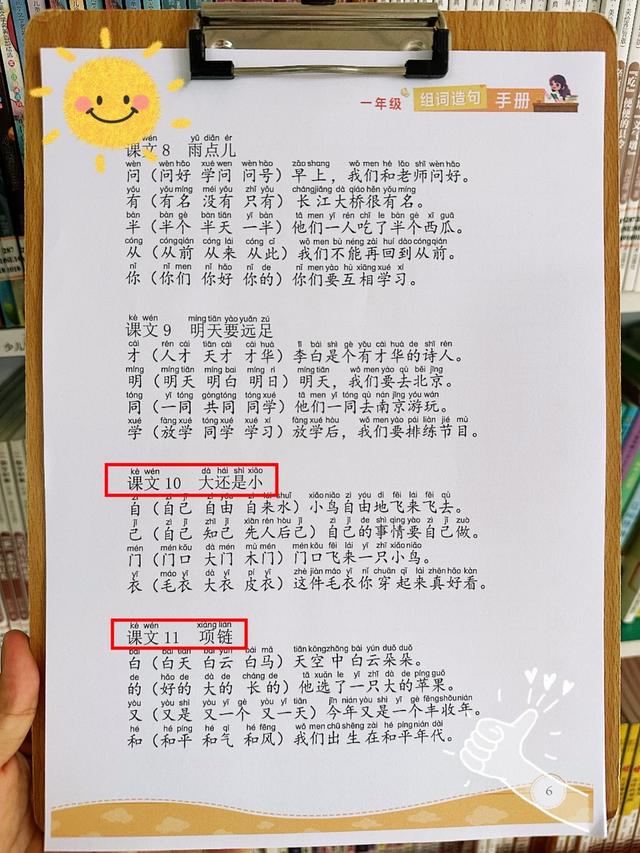 一年级 组词造句 手册
kè wén yǔ diǎn ér
课文8 雨点儿
wèn wèn hǎo xué wèn wèn hào zǎo shang wǒ men hé lǎo shī wèn hǎo
问（问好 学问 问号）早上，我们和老师问好。
yǒu yǒu míng méi yǒu zhǐ yǒu chángjiāng dà qiáo hěn yǒu míng
有（有名 没有 只有）长江大桥很有名。
bàn bàn gè bàn tiān yī bàn tā men yī rén chī le bàn gè xī guā
半（半个 半天 一半）他们一人吃了半个西瓜。
cóng cóng qián cóng lái cóng cǐ wǒ men bù néng zài huí dào cóng qián
从（从前 从来 从此）我们不能再回到从前。
nǐ nǐ men nǐ hǎo nǐ de nǐ men yào hù xiāng xué xí
你（你们 你好 你的）你们要互相学习。
kè wén míng tiān yào yuǎn zú
课文9 明天要远足
cái rén cái tiān cái cái huá lǐ bái shì gè yǒu cái huá de shī rén
才（人才 天才 才华）李白是个有才华的诗人。
míng míng tiān míng bai míng rì míng tiān wǒ men yào qù běi jīng
明（明天 明白 明日）明天，我们要去北京。
tóng yī tóng gòng tóng tóng xué tā men yī tóng qù nán jīng yóu wán
同（一同 共同 同学）他们一同去南京游玩。
xué fàng xué tóng xué xué xí fàng xué hòu wǒ men yào pái liàn jié mù
学（放学 同学 学习）放学后，我们要排练节目。
kè wén dà hái shì xiǎo
课文10 大还是小
zì zì jǐ zì yóu zì lái shuǐ xiǎo niǎo zì yóu dì fēi lái fēi qù
自（自己 自由 自来水）小鸟自由地飞来飞去。
jǐ zì jǐ zhī jǐ xiān rén hòu jǐ zì jǐ de shì qing yào zì jǐ zuò
己（自己 知己 先人后己）自己的事情要自己做。
mén mén kǒu dà mén mù mén mén kǒu fēi lái yī zhī xiǎo niǎo
门（门口 大门 木门）门口飞来一只小鸟。
yī máo yī dà yī pí yī zhè jiàn máo yī nǐ chuān qǐ lái zhēn hǎo kàn
衣（毛衣 大衣 皮衣）这件毛衣你穿起来真好看。
kè wén xiàng liàn
课文11 项链
bái bái tiān bái yún bái mǎ tiān kōng zhōng bái yún duǒ duǒ
白（白天 白云 白马）天空中白云朵朵。
de hǎo de dà de cháng de tā xuǎn le yī zhī dà de píng guǒ
的（好的 大的 长的）他选了一只大的苹果。
yòu yòu shì yòu yī gè yòu yī tiān jīn nián yòu shì yī gè fēng shōu nián
又（又是 又一个 又一天）今年又是一个丰收年。
hé hé píng hé qì hé fēng wǒ men chū shēng zài hé píng nián dài
和（和平 和气 和风）我们出生在和平年代。
6